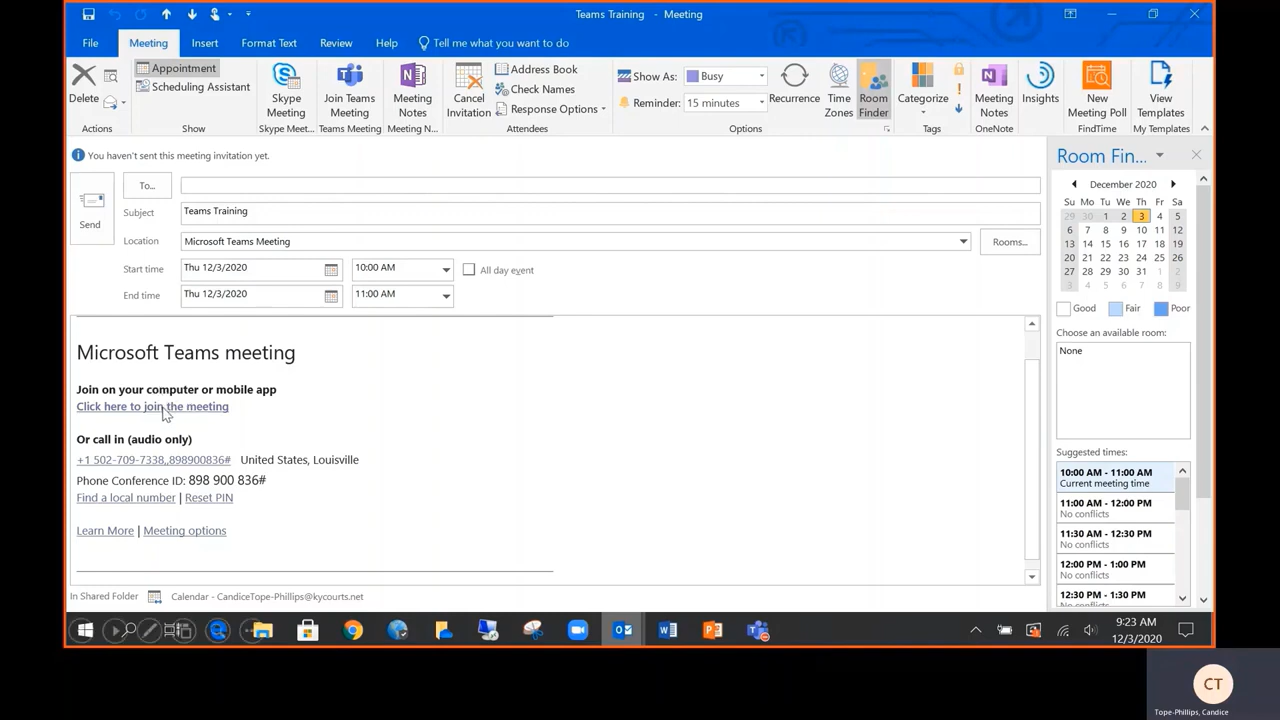 Teams Training - Meeting
File Meeting Insert Format Text Review Help Tell me what you want to do
Delete
Actions
Appointment
Scheduling Assistant
Show
Skype Meeting
Skype Meet...
Join Teams Meeting
Teams Meeting
Meeting Notes
Meeting N...
Cancel Invitation
Address Book
Check Names
Response Options
Attendees
Show As: Busy
Reminder: 15 minutes
Recurrence
Time Zones
Room Finder
Options
Categorize
Tags
Meeting Notes
OneNote
Insights
New Meeting Poll
FindTime
View Templates
My Templates
You haven't sent this meeting invitation yet.
Send
To...
Subject Teams Training
Location Microsoft Teams Meeting Rooms...
Start time Thu 12/3/2020 10:00 AM All day event
End time Thu 12/3/2020 11:00 AM
Microsoft Teams meeting
Join on your computer or mobile app
Click here to join the meeting
Or call in (audio only)
+1 502-709-7338,,898900836# United States, Louisville
Phone Conference ID: 898 900 836#
Find a local number | Reset PIN
Learn More | Meeting options
In Shared Folder Calendar - CandiceTope-Phillips@kycourts.net
Room Fin...
December 2020
Su Mo Tu We Th Fr Sa
29 30 1 2 3 4 5
6 7 8 9 10 11 12
13 14 15 16 17 18 19
20 21 22 23 24 25 26
27 28 29 30 31 1 2
3 4 5 6 7 8 9
Good Fair Poor
Choose an available room:
None
Suggested times:
10:00 AM - 11:00 AM
Current meeting time
11:00 AM - 12:00 PM
No conflicts
11:30 AM - 12:30 PM
No conflicts
12:00 PM - 1:00 PM
No conflicts
12:30 PM - 1:30 PM
No conflicts
9:23 AM
12/3/2020
CT
Tope-Phillips, Candice